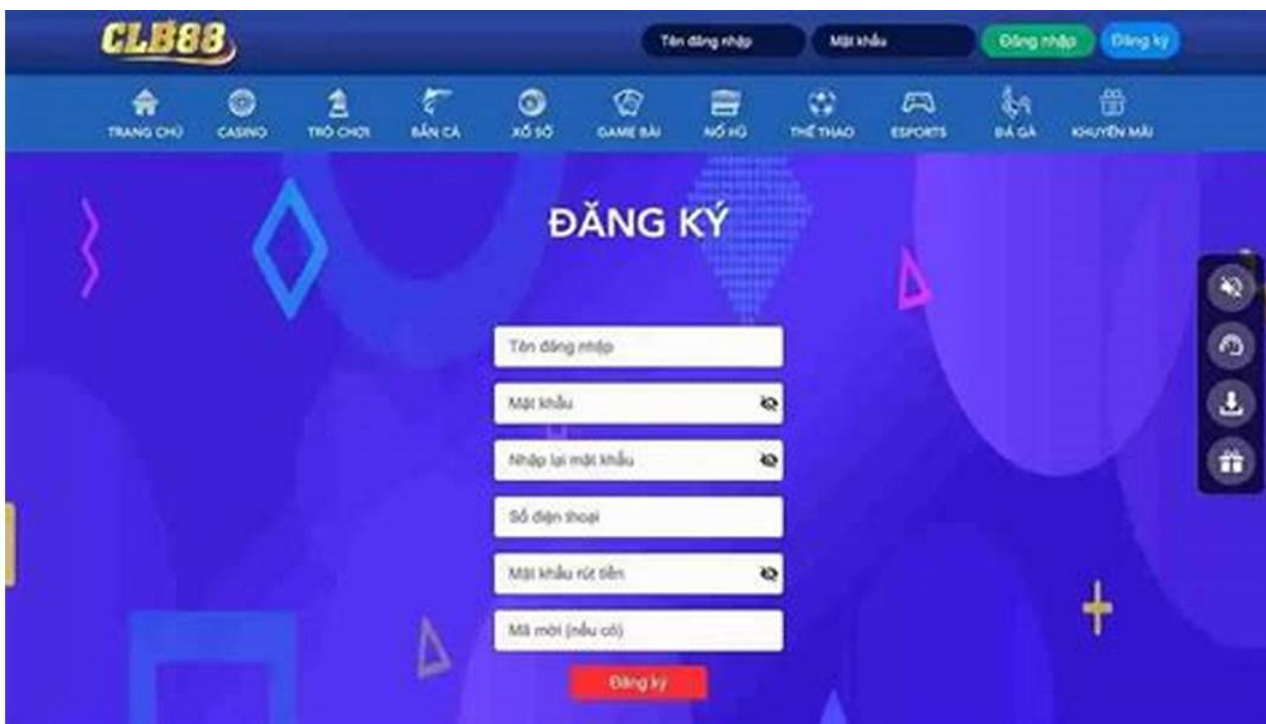 CLB88
Tên đăng nhập
Mật khẩu
Đăng nhập
Đăng ký
TRANG CHỦ
CASINO
TRÒ CHƠI
BẮN CÁ
XỔ SỐ
GAME BÀI
NỔ HŨ
THỂ THAO
ESPORTS
ĐÁ GÀ
KHUYẾN MÃI
ĐĂNG KÝ
Tên đăng nhập
Mật khẩu
Nhập lại mật khẩu
Số điện thoại
Mật khẩu rút tiền
Mã mời (nếu có)
Đăng ký